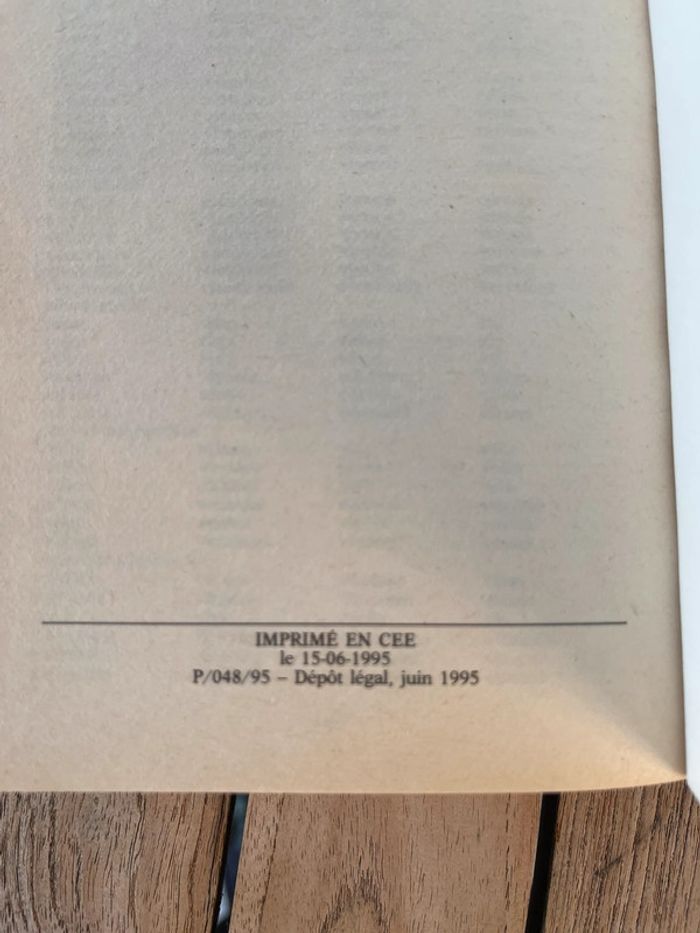 IMPRIMÉ EN CEE
le 15-06-1995
P/048/95 – Dépôt légal, juin 1995